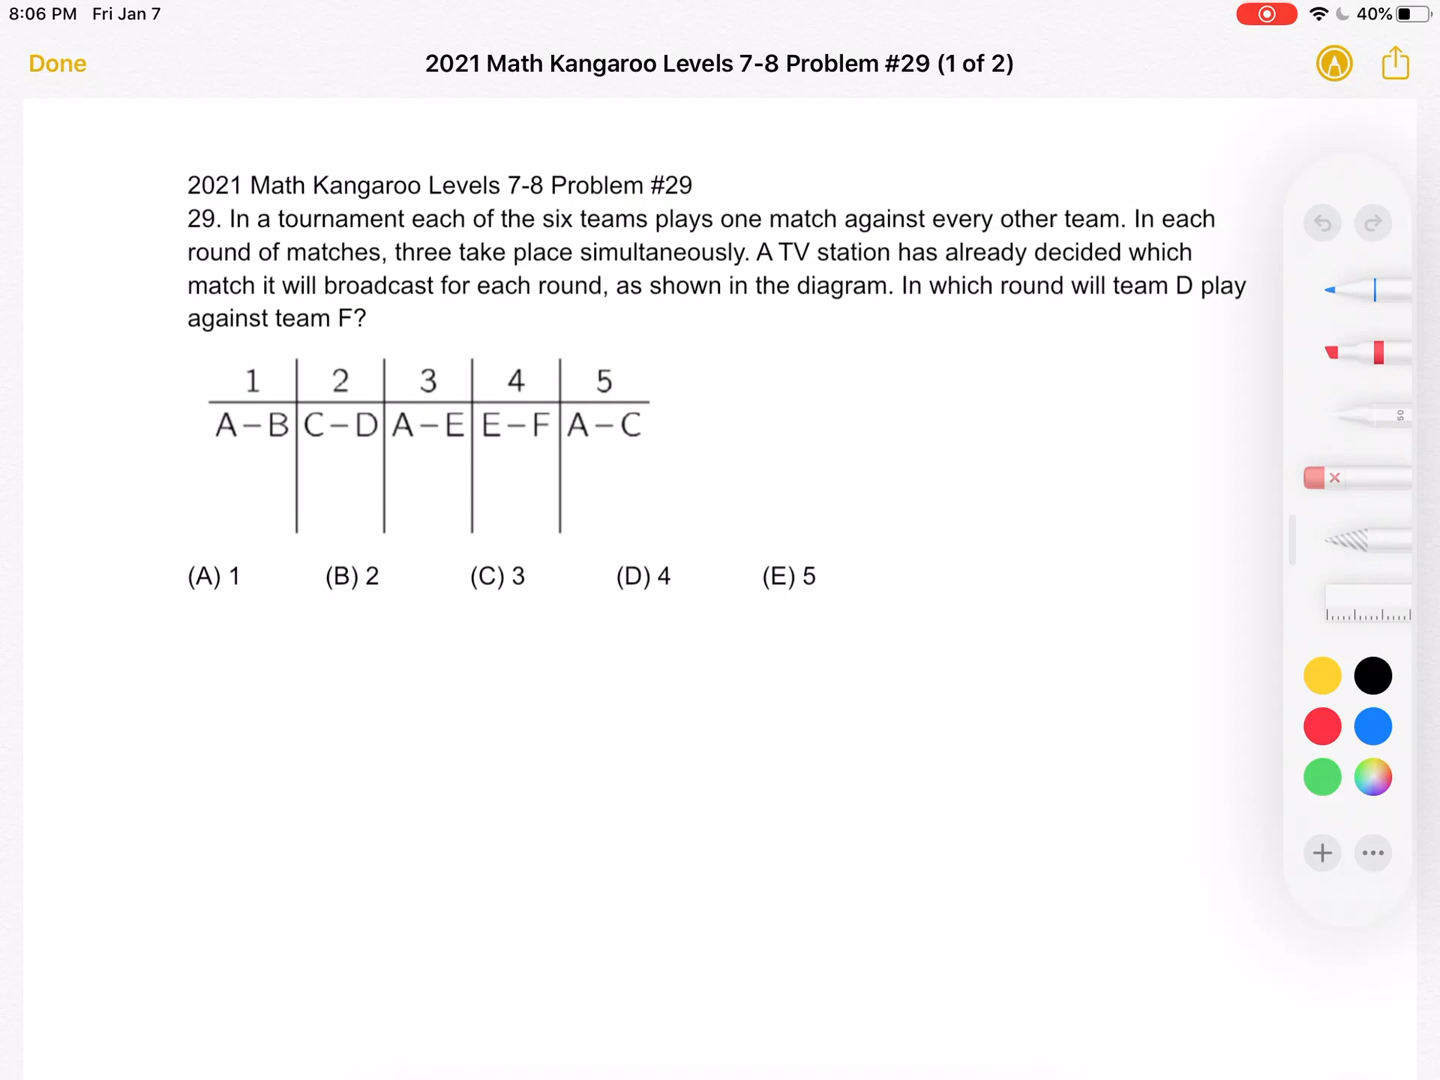 8:06 PM Fri Jan 7
40%
Done
2021 Math Kangaroo Levels 7-8 Problem #29 (1 of 2)
2021 Math Kangaroo Levels 7-8 Problem #29
29. In a tournament each of the six teams plays one match against every other team. In each
round of matches, three take place simultaneously. A TV station has already decided which
match it will broadcast for each round, as shown in the diagram. In which round will team D play
against team F?
1 2 3 4 5
A–B C–D A–E E–F A–C
(A) 1 (B) 2 (C) 3 (D) 4 (E) 5
50